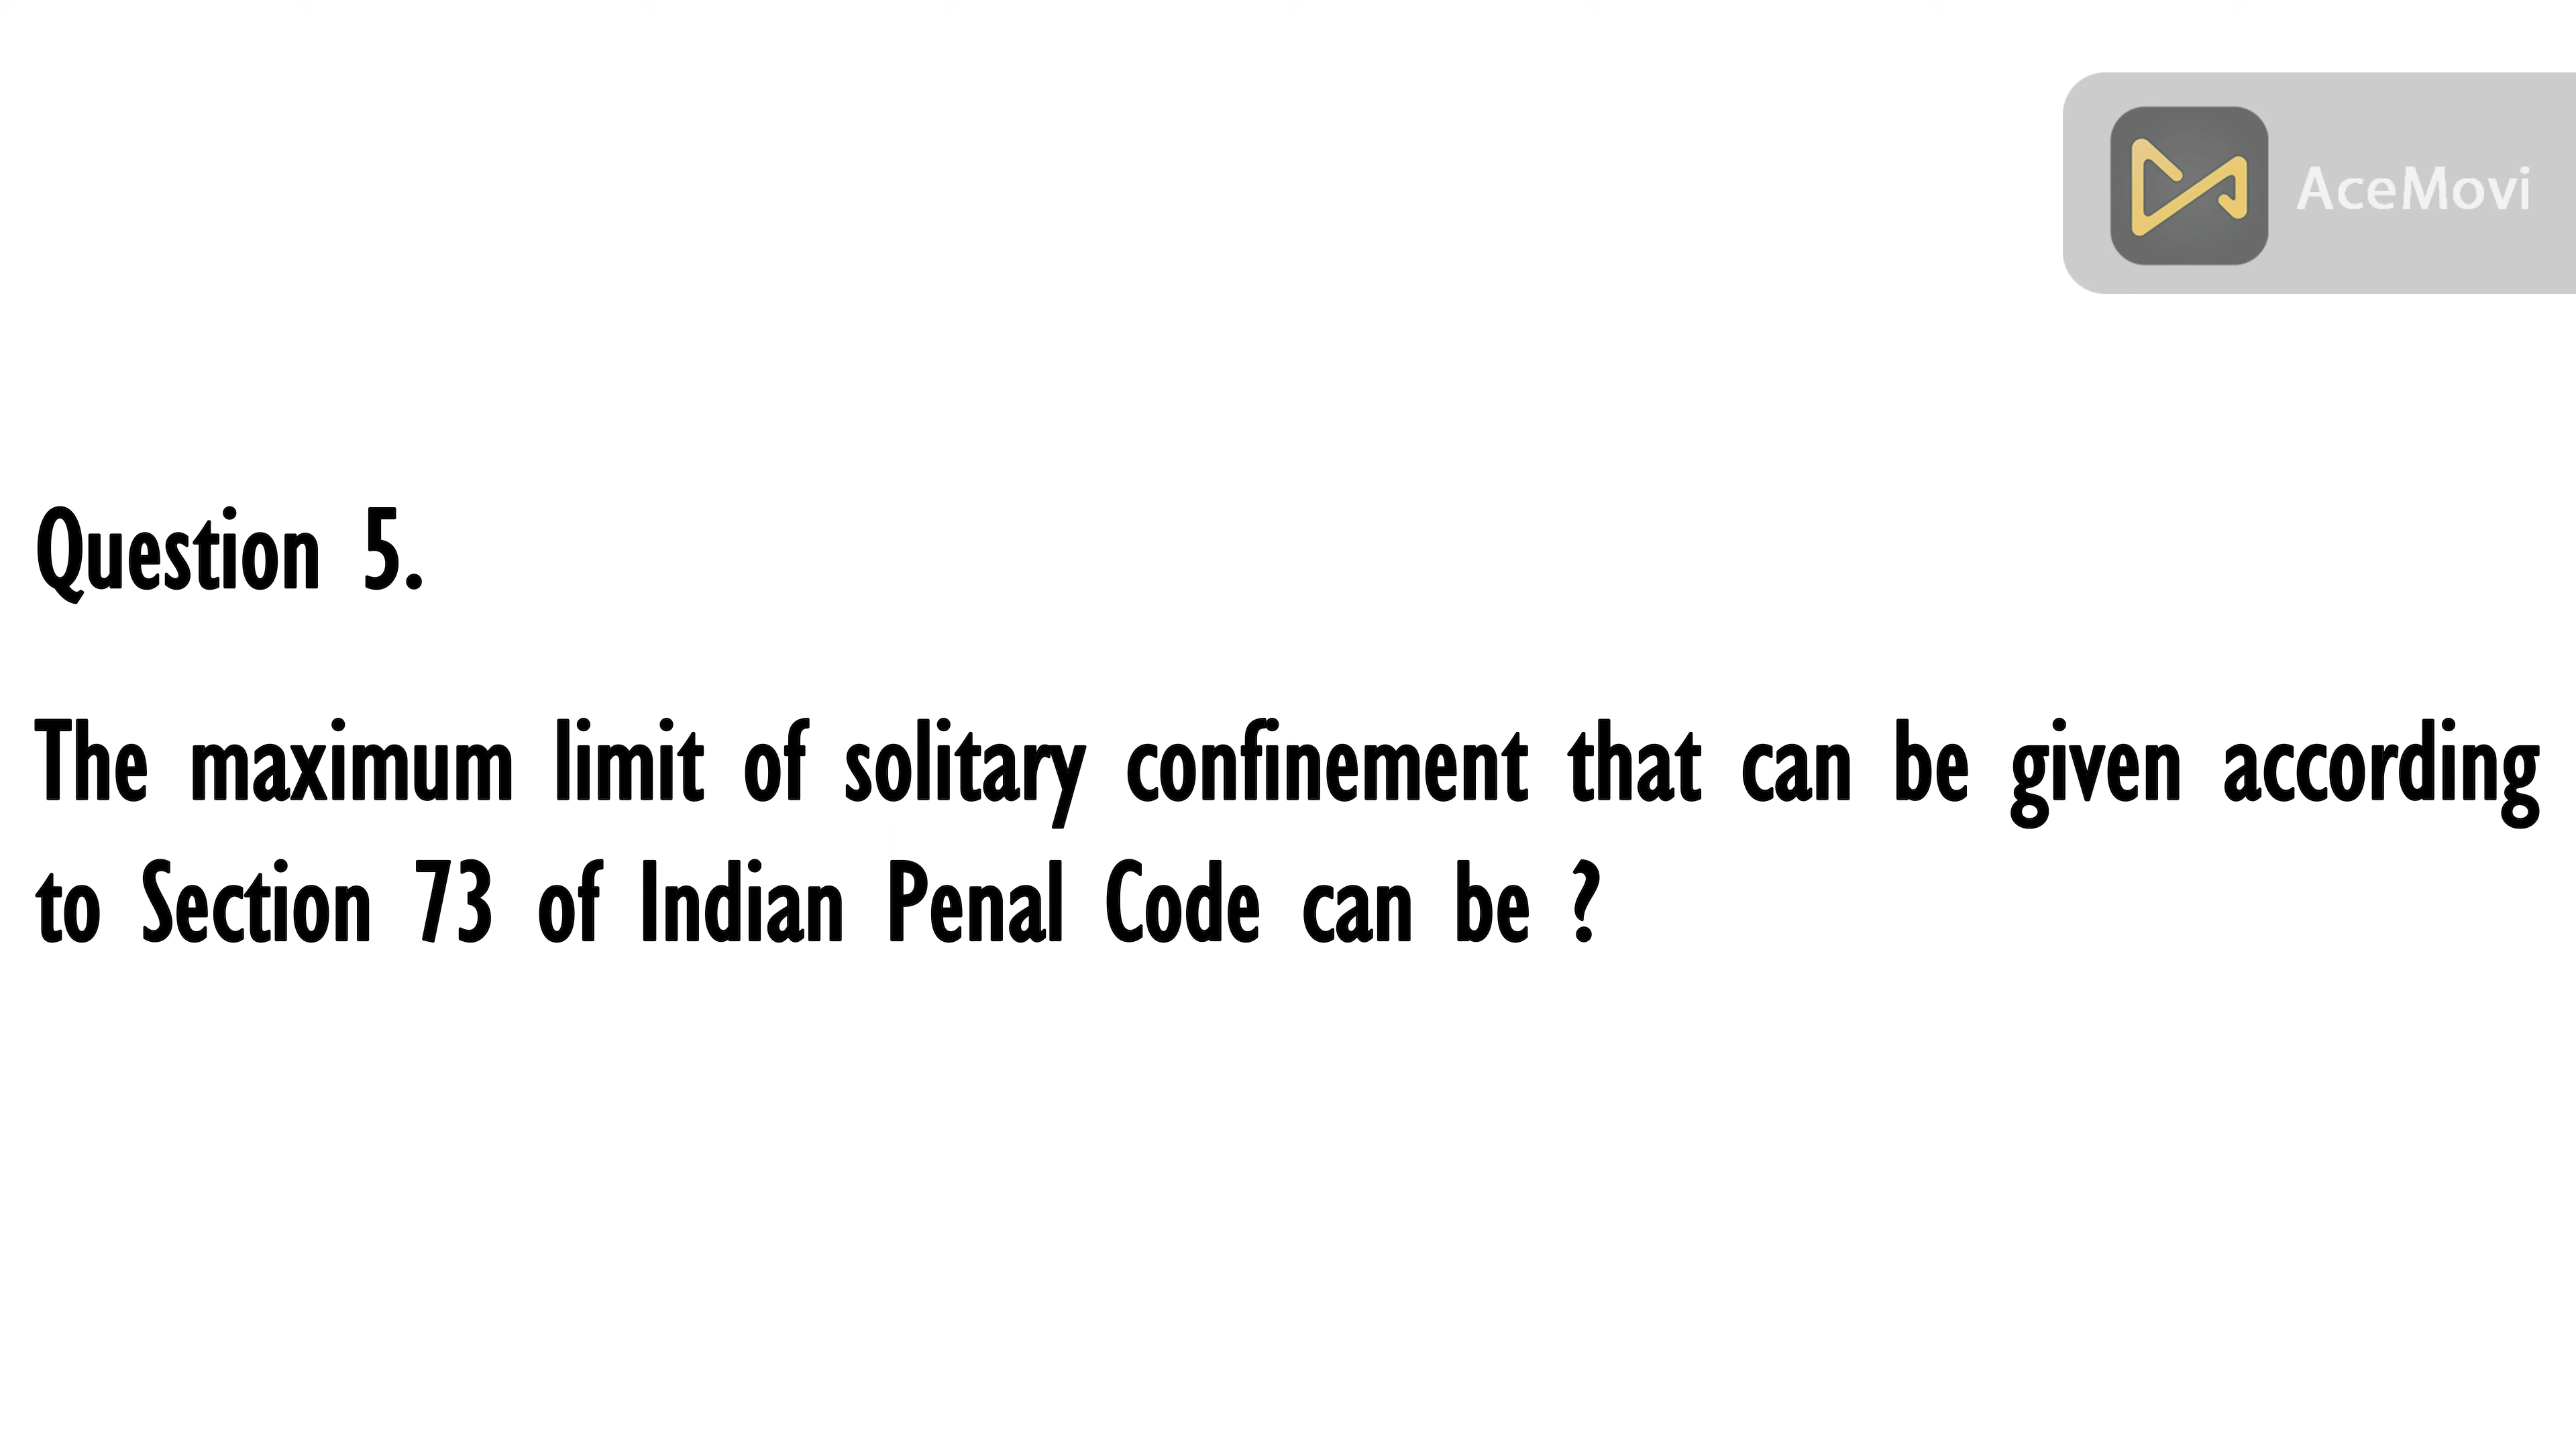 AceMovi
Question 5.
The maximum limit of solitary confinement that can be given according
to Section 73 of Indian Penal Code can be ?